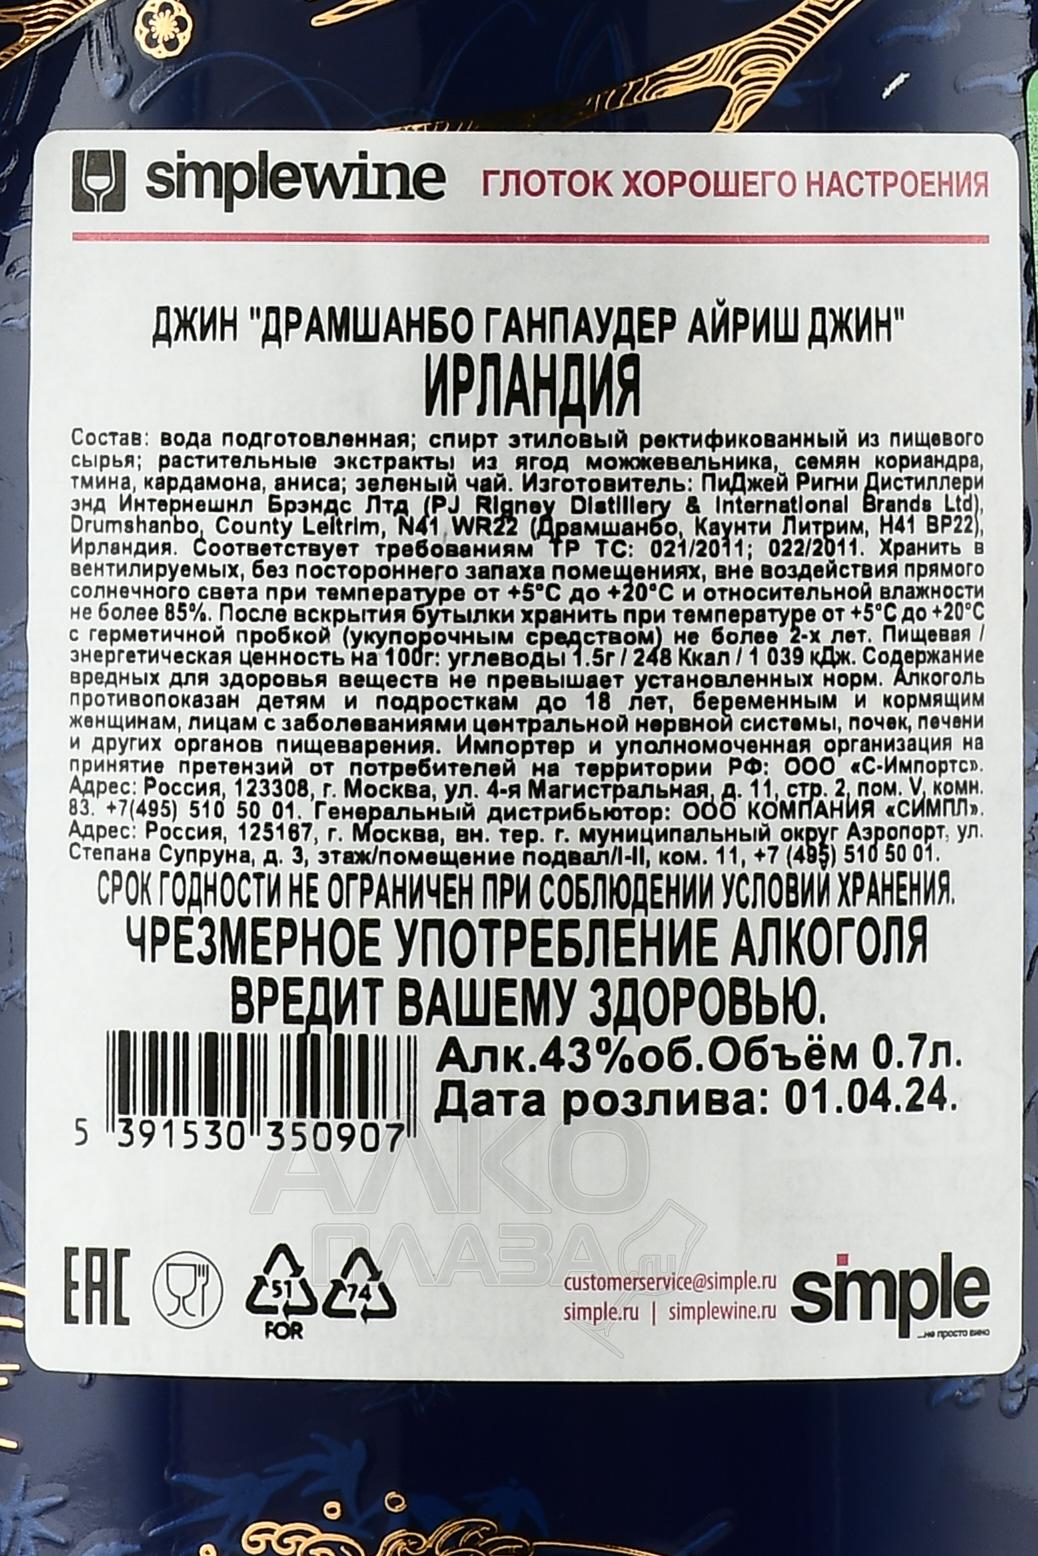 simplewine ГЛОТОК ХОРОШЕГО НАСТРОЕНИЯ
ДЖИН "ДРАМШАНБО ГАНПАУДЕР АЙРИШ ДЖИН"
ИРЛАНДИЯ
Состав: вода подготовленная; спирт этиловый ректификованный из пищевого
сырья; растительные экстракты из ягод можжевельника, семян кориандра,
тмина, кардамона, аниса; зеленый чай. Изготовитель: ПиДжей Ригни Дистиллери
энд Интернешнл Брэндс Лтд (PJ Rigney Distillery & International Brands Ltd),
Drumshanbo, County Leitrim, N41 WR22 (Драмшанбо, Каунти Литрим, Н41 ВР22),
Ирландия. Соответствует требованиям ТР ТС: 021/2011; 022/2011. Хранить в
вентилируемых, без постороннего запаха помещениях, вне воздействия прямого
солнечного света при температуре от +5°С до +20°С и относительной влажности
не более 85%. После вскрытия бутылки хранить при температуре от +5°С до +20°С
с герметичной пробкой (укупорочным средством) не более 2-х лет. Пищевая /
энергетическая ценность на 100г: углеводы 1.5г / 248 Ккал / 1 039 кДж. Содержание
вредных для здоровья веществ не превышает установленных норм. Алкоголь
противопоказан детям и подросткам до 18 лет, беременным и кормящим
женщинам, лицам с заболеваниями центральной нервной системы, почек, печени
и других органов пищеварения. Импортер и уполномоченная организация на
принятие претензий от потребителей на территории РФ: ООО «С-Импортс».
Адрес: Россия, 123308, г. Москва, ул. 4-я Магистральная, д. 11, стр. 2, пом. V, комн.
83. +7(495) 510 50 01. Генеральный дистрибьютор: ООО КОМПАНИЯ «СИМПЛ».
Адрес: Россия, 125167, г. Москва, вн. тер. г. муниципальный округ Аэропорт, ул.
Степана Супруна, д. 3, этаж/помещение подвал/I-II, ком. 11, +7 (495) 510 50 01.
СРОК ГОДНОСТИ НЕ ОГРАНИЧЕН ПРИ СОБЛЮДЕНИИ УСЛОВИЙ ХРАНЕНИЯ.
ЧРЕЗМЕРНОЕ УПОТРЕБЛЕНИЕ АЛКОГОЛЯ
ВРЕДИТ ВАШЕМУ ЗДОРОВЬЮ.
Алк.43%об.Объём 0.7л.
Дата розлива: 01.04.24.
5 391530 350907
АЛКО
ПЛАЗА.ru
EAC
51
FOR
74
customerservice@simple.ru
simple.ru | simplewine.ru
simple
...не просто вино